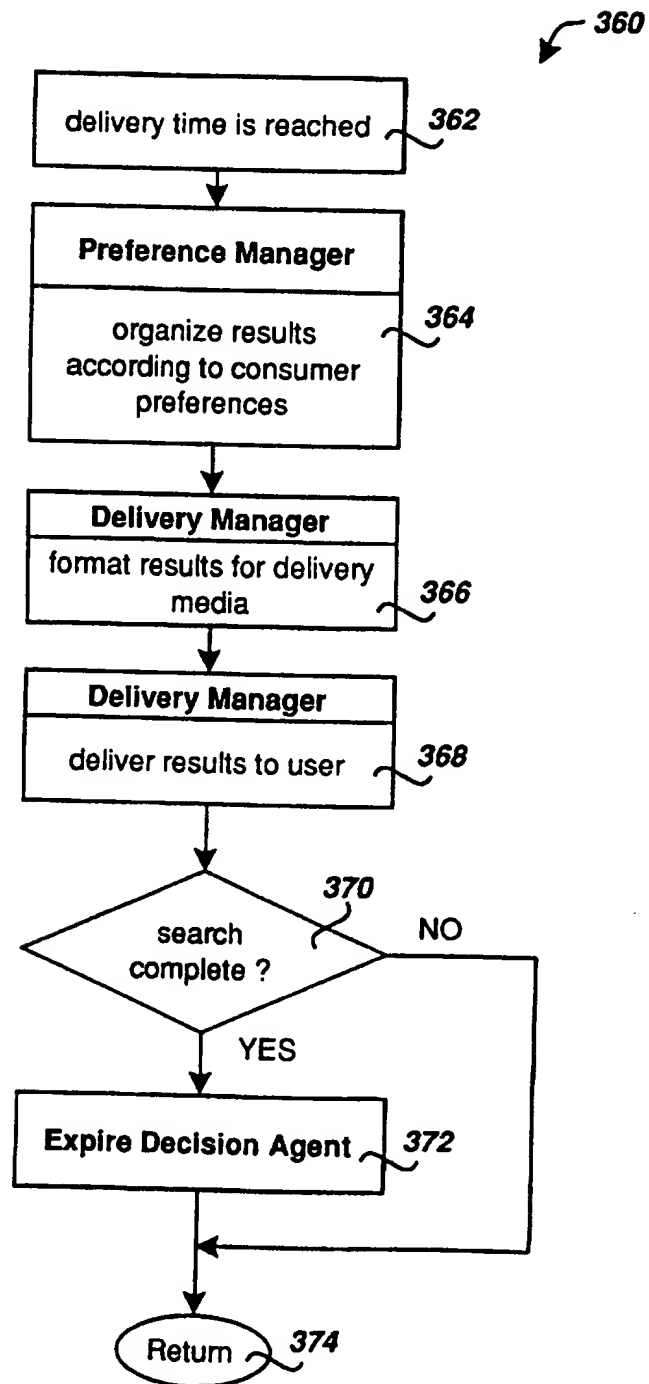 360
delivery time is reached
362
Preference Manager
organize results
according to consumer
preferences
364
Delivery Manager
format results for delivery
media
366
Delivery Manager
deliver results to user
368
370
search
complete ?
NO
YES
Expire Decision Agent
372
Return
374